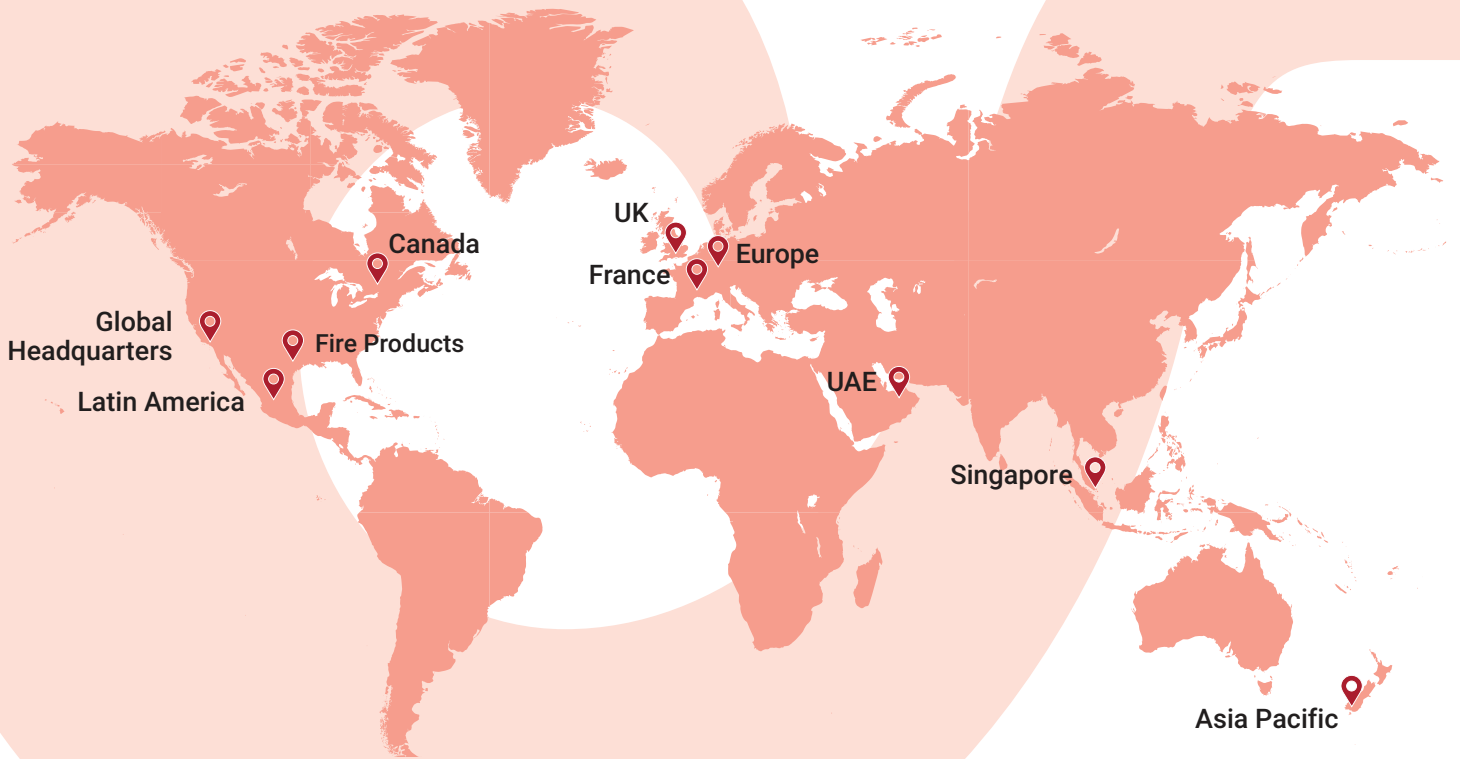 UK
Canada
Europe
France
Global
Headquarters
Fire Products
UAE
Latin America
Singapore
Asia Pacific